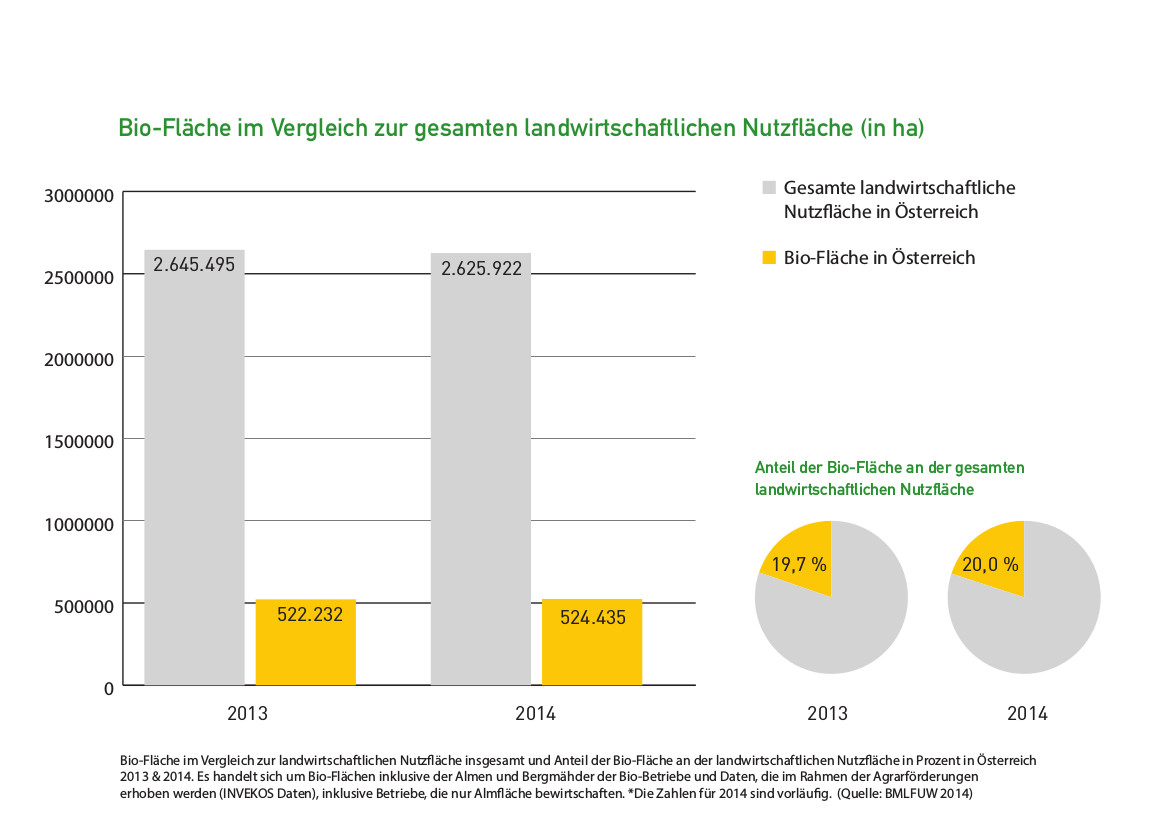 Bio-Fläche im Vergleich zur gesamten landwirtschaftlichen Nutzfläche (in ha)
3000000
2500000
2000000
1500000
1000000
500000
0
2.645.495
522.232
2.625.922
524.435
2013
2014
Gesamte landwirtschaftliche
Nutzfläche in Österreich
Bio-Fläche in Österreich
Anteil der Bio-Fläche an der gesamten
landwirtschaftlichen Nutzfläche
19,7 %
20,0 %
2013
2014
Bio-Fläche im Vergleich zur landwirtschaftlichen Nutzfläche insgesamt und Anteil der Bio-Fläche an der landwirtschaftlichen Nutzfläche in Prozent in Österreich
2013 & 2014. Es handelt sich um Bio-Flächen inklusive der Almen und Bergmähder der Bio-Betriebe und Daten, die im Rahmen der Agrarförderungen
erhoben werden (INVEKOS Daten), inklusive Betriebe, die nur Almfläche bewirtschaften. *Die Zahlen für 2014 sind vorläufig. (Quelle: BMLFUW 2014)